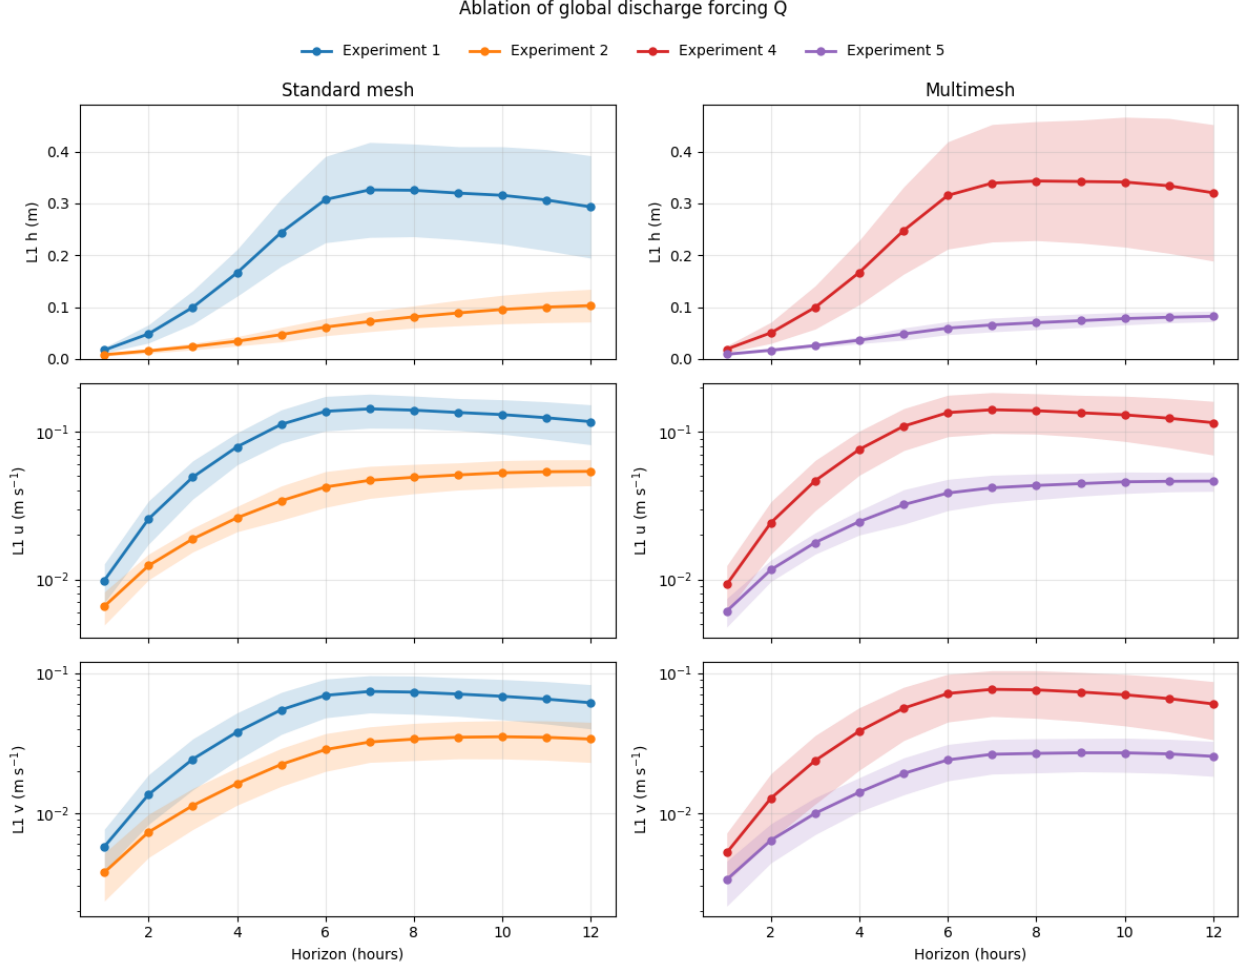 Ablation of global discharge forcing Q
Experiment 1 Experiment 2 Experiment 4 Experiment 5
Standard mesh
L1 h (m)
0.4
0.3
0.2
0.1
0.0
Multimesh
L1 h (m)
0.4
0.3
0.2
0.1
0.0
L1 u (m s⁻¹)
10⁻¹
10⁻²
L1 u (m s⁻¹)
10⁻¹
10⁻²
L1 v (m s⁻¹)
10⁻¹
10⁻²
2 4 6 8 10 12
Horizon (hours)
L1 v (m s⁻¹)
10⁻¹
10⁻²
2 4 6 8 10 12
Horizon (hours)